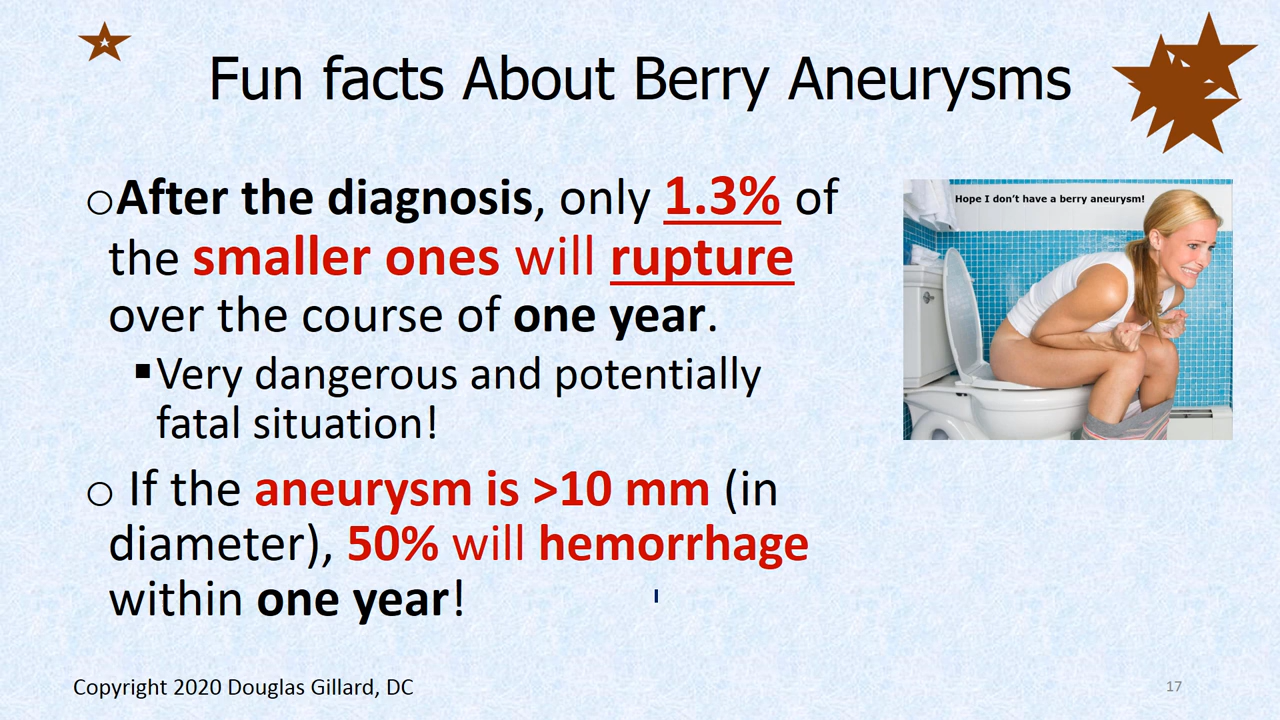 Fun facts About Berry Aneurysms
oAfter the diagnosis, only 1.3% of
the smaller ones will rupture
over the course of one year.
▪Very dangerous and potentially
fatal situation!
o If the aneurysm is >10 mm (in
diameter), 50% will hemorrhage
within one year!
Hope I don't have a berry aneurysm!
Copyright 2020 Douglas Gillard, DC
17